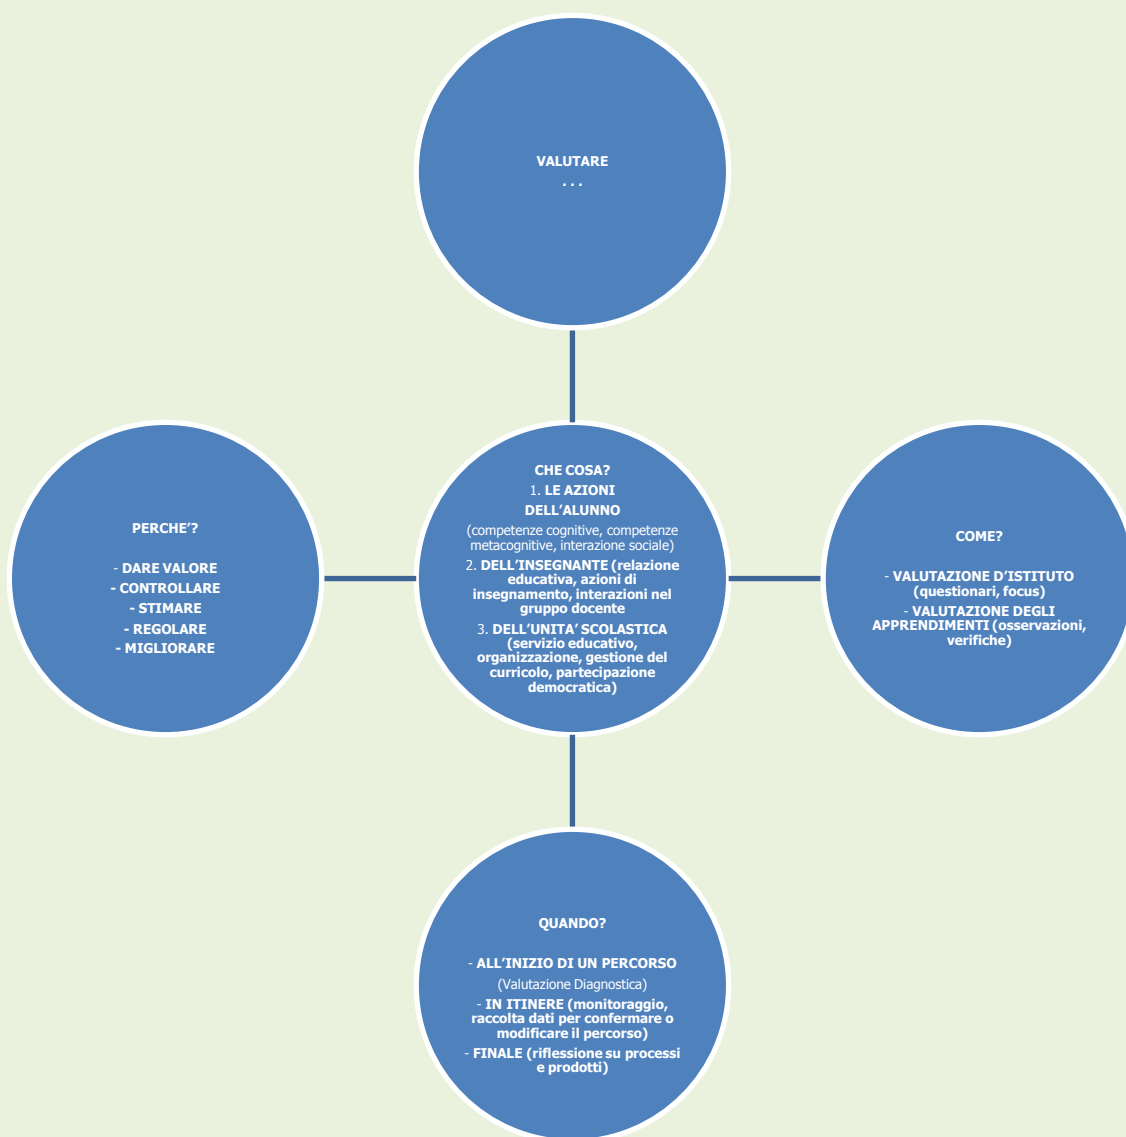 VALUTARE
. . .
PERCHE’?
- DARE VALORE
- CONTROLLARE
- STIMARE
- REGOLARE
- MIGLIORARE
CHE COSA?
1. LE AZIONI
DELL’ALUNNO
(competenze cognitive, competenze
metacognitive, interazione sociale)
2. DELL’INSEGNANTE (relazione
educativa, azioni di
insegnamento, interazioni nel
gruppo docente
3. DELL’UNITA’ SCOLASTICA
(servizio educativo,
organizzazione, gestione del
curricolo, partecipazione
democratica)
COME?
- VALUTAZIONE D’ISTITUTO
(questionari, focus)
- VALUTAZIONE DEGLI
APPRENDIMENTI (osservazioni,
verifiche)
QUANDO?
- ALL’INIZIO DI UN PERCORSO
(Valutazione Diagnostica)
- IN ITINERE (monitoraggio,
raccolta dati per confermare o
modificare il percorso)
- FINALE (riflessione su processi
e prodotti)